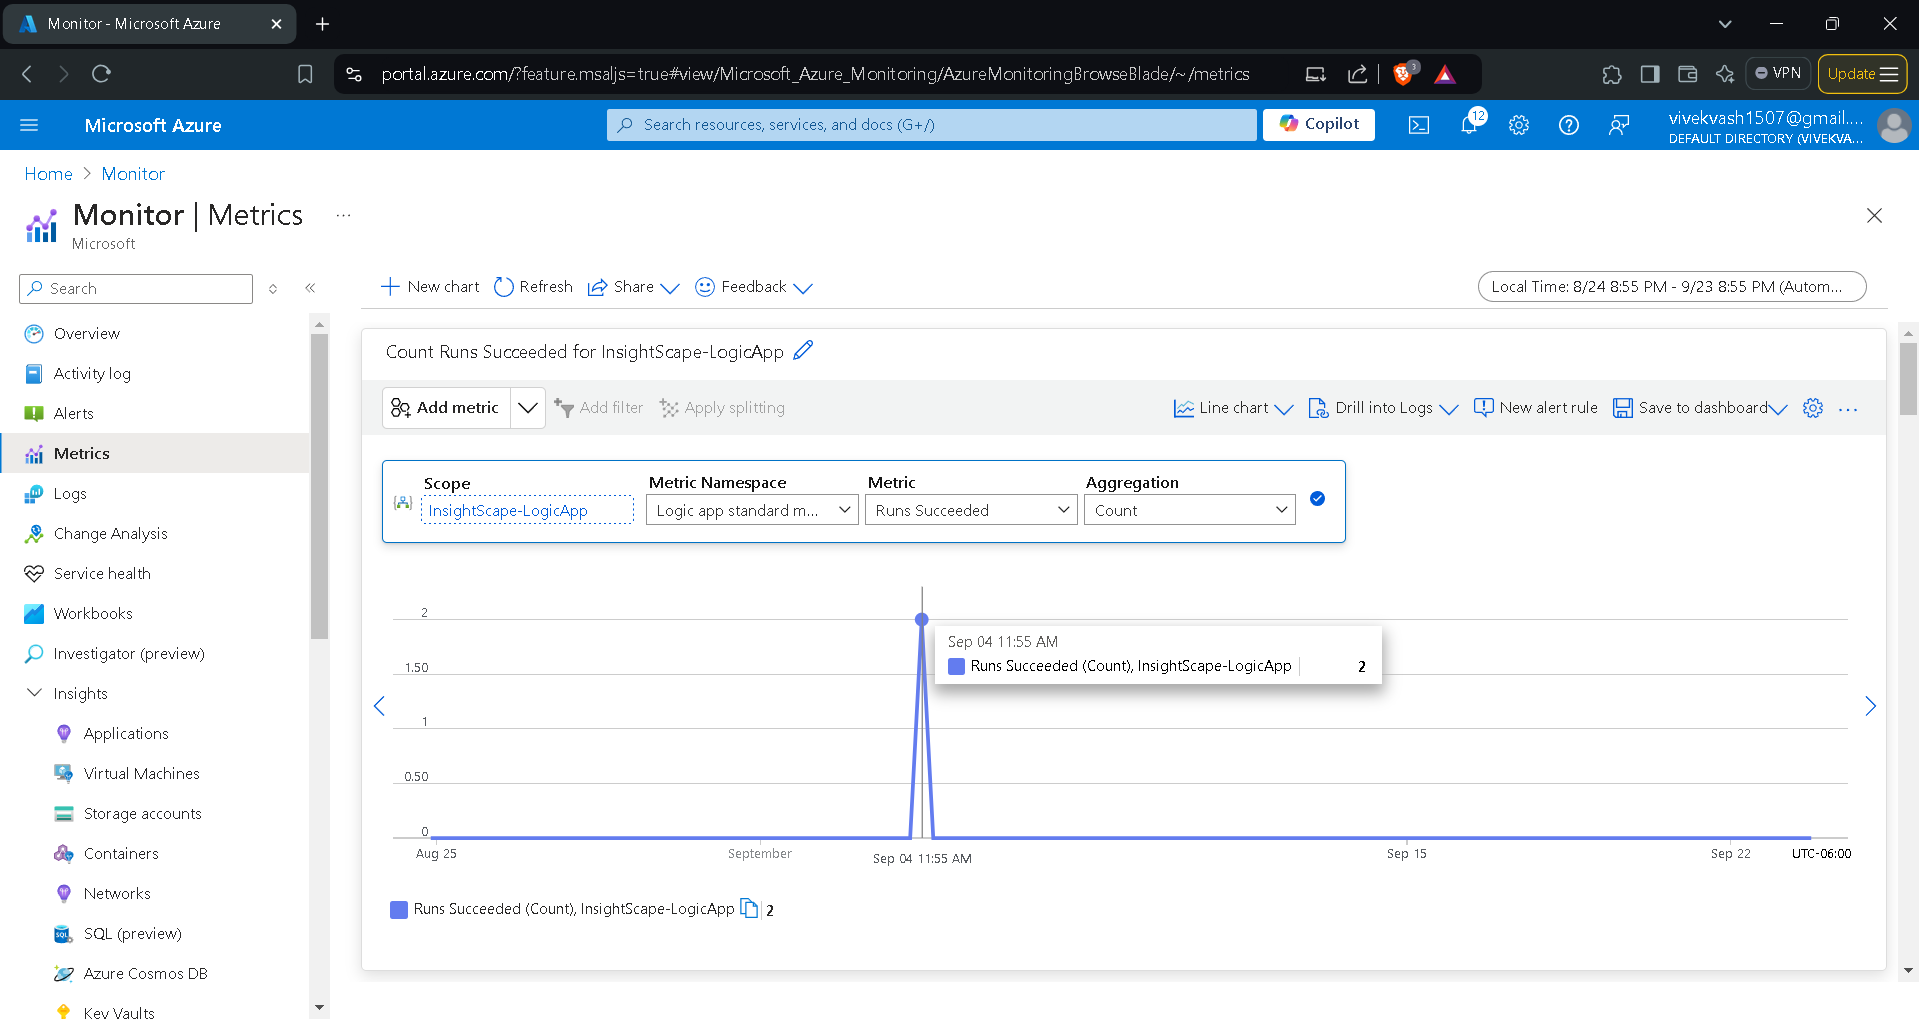 Monitor - Microsoft Azure
portal.azure.com/?feature.msaljs=true#view/Microsoft_Azure_Monitoring/AzureMonitoringBrowseBlade/~/metrics
3
VPN
Update
Microsoft Azure
Search resources, services, and docs (G+/)
Copilot
12
vivekvash1507@gmail....
DEFAULT DIRECTORY (VIVEKVA...
Home > Monitor
Monitor | Metrics
...
Microsoft
Search
Overview
Activity log
Alerts
Metrics
Logs
Change Analysis
Service health
Workbooks
Investigator (preview)
Insights
Applications
Virtual Machines
Storage accounts
Containers
Networks
SQL (preview)
Azure Cosmos DB
Key Vaults
New chart
Refresh
Share
Feedback
Local Time: 8/24 8:55 PM - 9/23 8:55 PM (Autom...
Count Runs Succeeded for InsightScape-LogicApp
Add metric
Add filter
Apply splitting
Line chart
Drill into Logs
New alert rule
Save to dashboard
...
Scope
InsightScape-LogicApp
Metric Namespace
Logic app standard m...
Metric
Runs Succeeded
Aggregation
Count
2
1.50
1
0.50
0
Sep 04 11:55 AM
Runs Succeeded (Count), InsightScape-LogicApp 2
Aug 25
September
Sep 04 11:55 AM
Sep 15
Sep 22
UTC-06:00
Runs Succeeded (Count), InsightScape-LogicApp 2